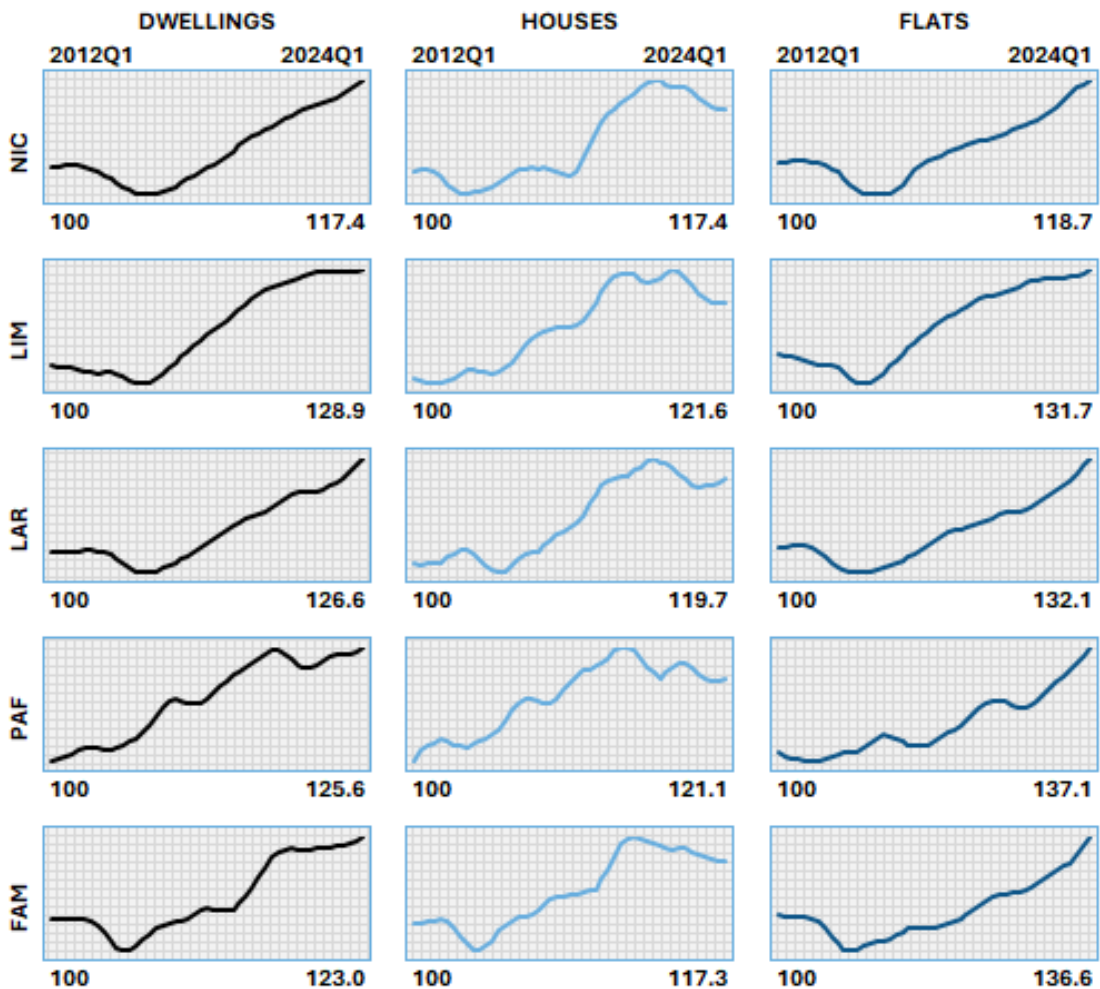 DWELLINGS HOUSES FLATS
2012Q1 2024Q1 2012Q1 2024Q1 2012Q1 2024Q1
NIC
100 117.4 100 117.4 100 118.7
LIM
100 128.9 100 121.6 100 131.7
LAR
100 126.6 100 119.7 100 132.1
PAF
100 125.6 100 121.1 100 137.1
FAM
100 123.0 100 117.3 100 136.6